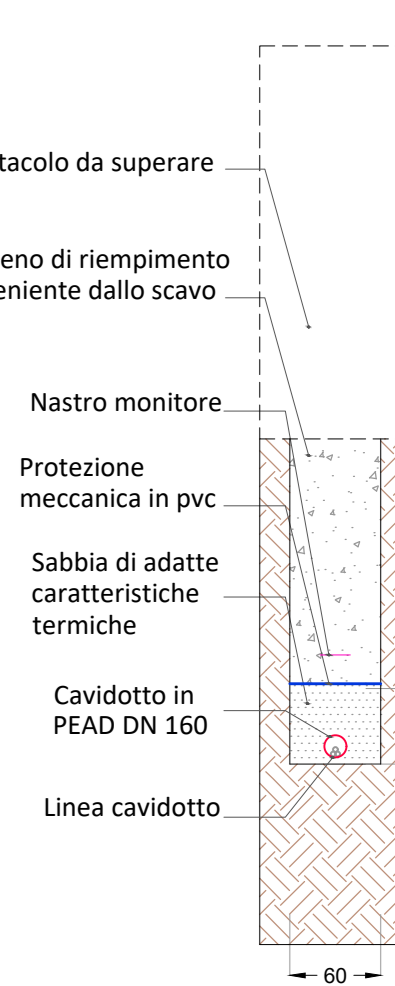 tacolo da superare
eno di riempimento
eniente dallo scavo
Nastro monitore
Protezione
meccanica in pvc
Sabbia di adatte
caratteristiche
termiche
Cavidotto in
PEAD DN 160
Linea cavidotto
60